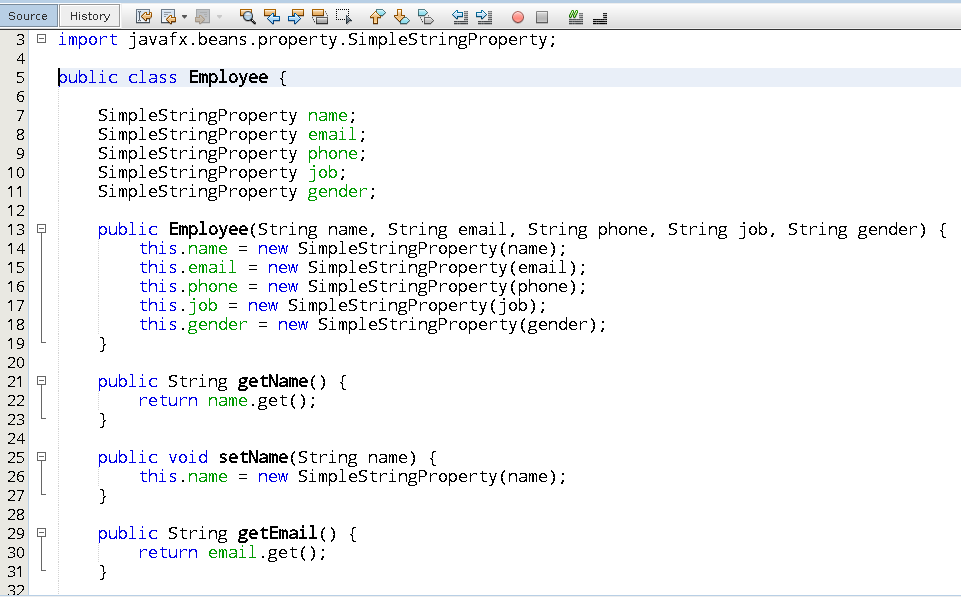 Source History
3 import javafx.beans.property.SimpleStringProperty;
4
5 public class Employee {
6
7 SimpleStringProperty name;
8 SimpleStringProperty email;
9 SimpleStringProperty phone;
10 SimpleStringProperty job;
11 SimpleStringProperty gender;
12
13 public Employee(String name, String email, String phone, String job, String gender) {
14 this.name = new SimpleStringProperty(name);
15 this.email = new SimpleStringProperty(email);
16 this.phone = new SimpleStringProperty(phone);
17 this.job = new SimpleStringProperty(job);
18 this.gender = new SimpleStringProperty(gender);
19 }
20
21 public String getName() {
22 return name.get();
23 }
24
25 public void setName(String name) {
26 this.name = new SimpleStringProperty(name);
27 }
28
29 public String getEmail() {
30 return email.get();
31 }
32